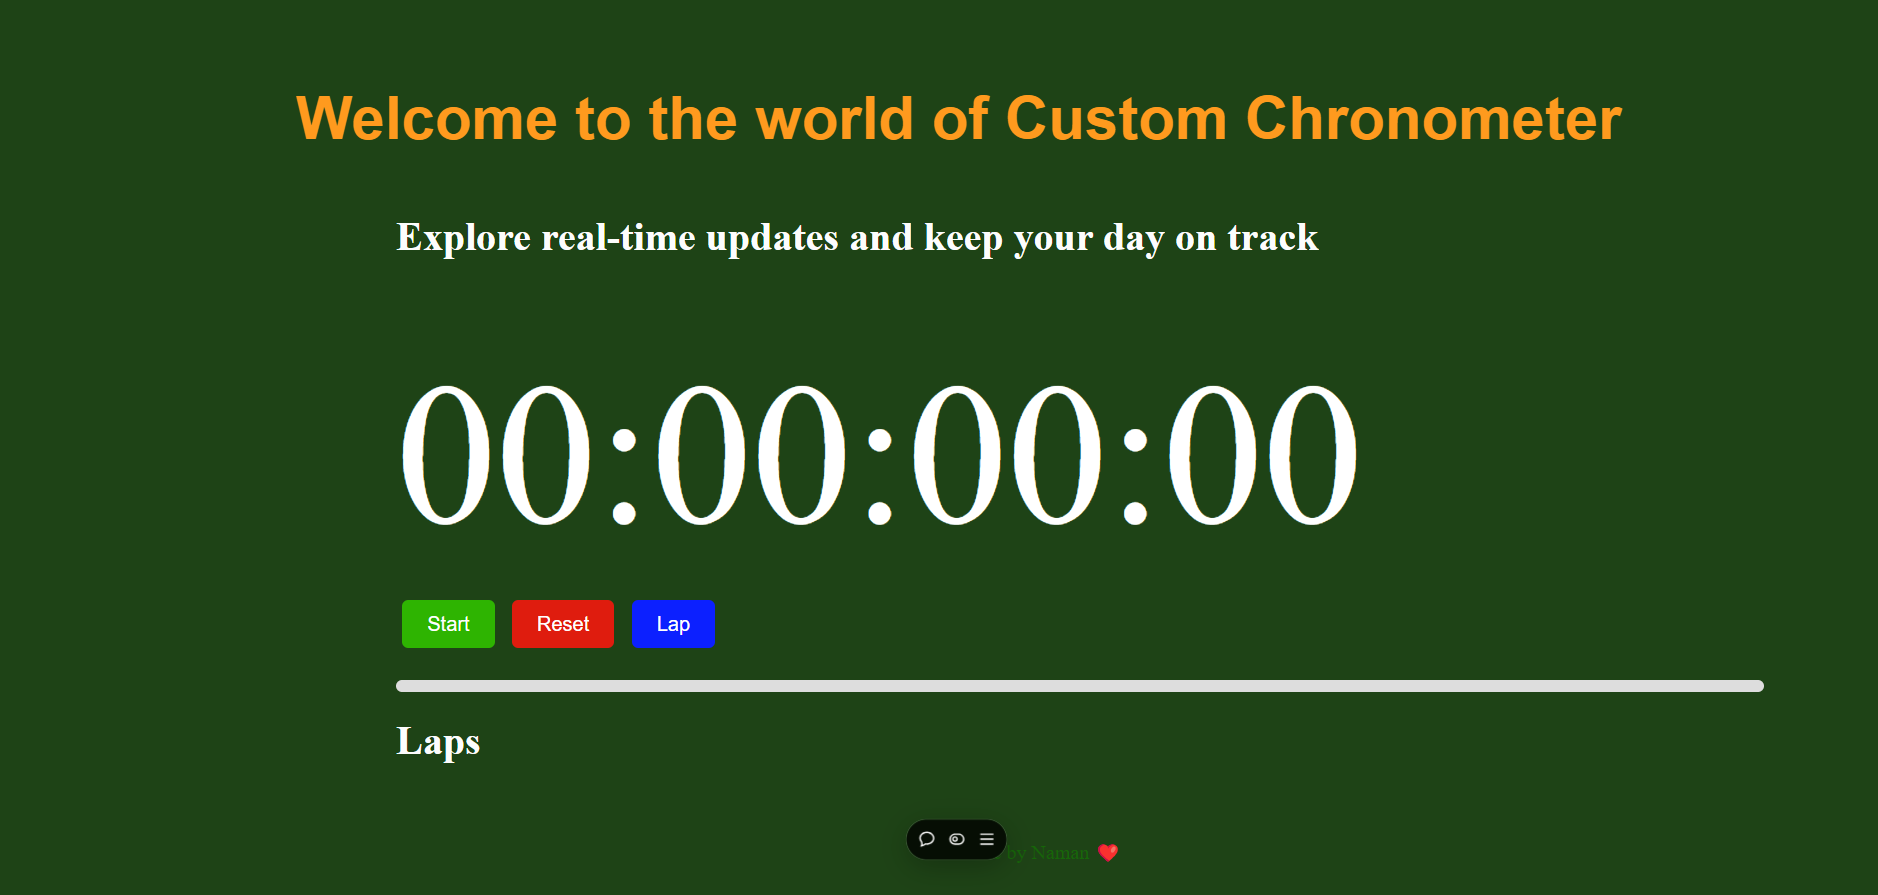 Welcome to the world of Custom Chronometer
Explore real-time updates and keep your day on track
00:00:00:00
Start Reset Lap
Laps
by Naman ❤️